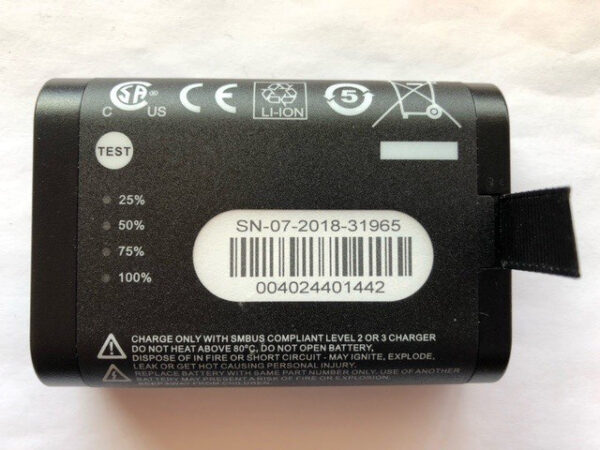 SA®
C US
CE
LI-ION
5
TEST
25%
50%
75%
100%
SN-07-2018-31965
004024401442
CHARGE ONLY WITH SMBUS COMPLIANT LEVEL 2 OR 3 CHARGER
DO NOT HEAT ABOVE 80°C, DO NOT OPEN BATTERY,
DISPOSE OF IN FIRE OR SHORT CIRCUIT - MAY IGNITE, EXPLODE,
LEAK OR GET HOT CAUSING PERSONAL INJURY.
REPLACE BATTERY WITH SAME PART NUMBER ONLY. USE OF ANOTHER
BATTERY MAY PRESENT A RISK OF FIRE OR EXPLOSION.